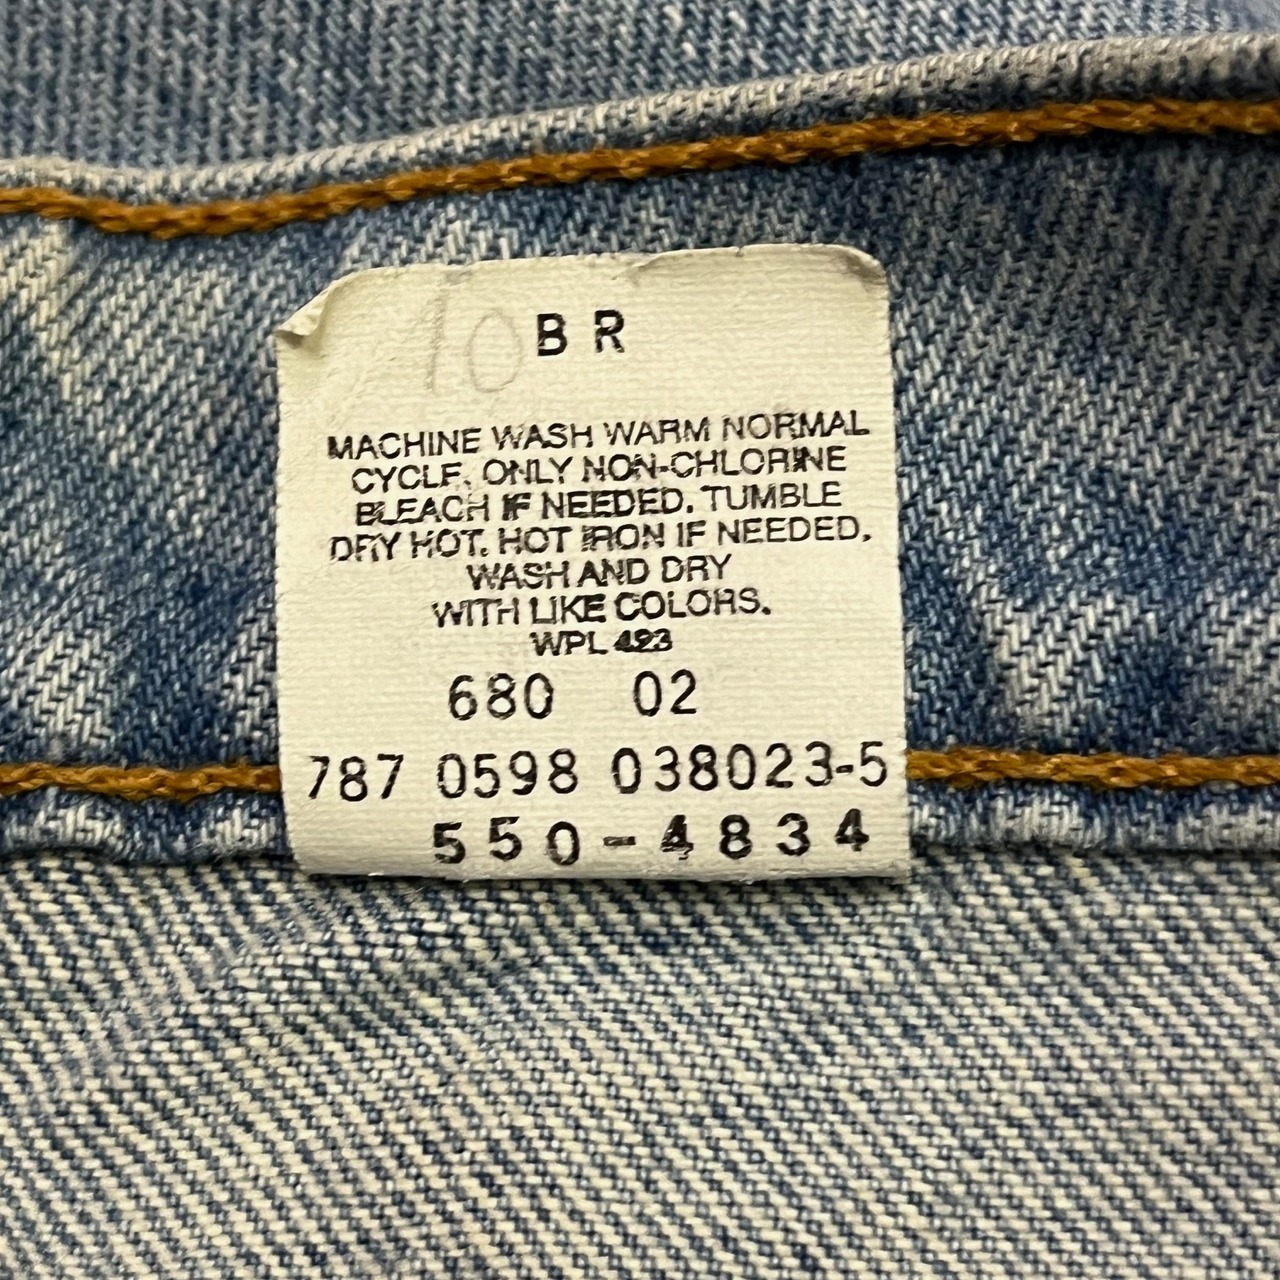 10 BR
MACHINE WASH WARM NORMAL
CYCLE. ONLY NON-CHLORINE
BLEACH IF NEEDED. TUMBLE
DRY HOT. HOT IRON IF NEEDED.
WASH AND DRY
WITH LIKE COLORS.
WPL 423
680 02
787 0598 038023-5
550-4834